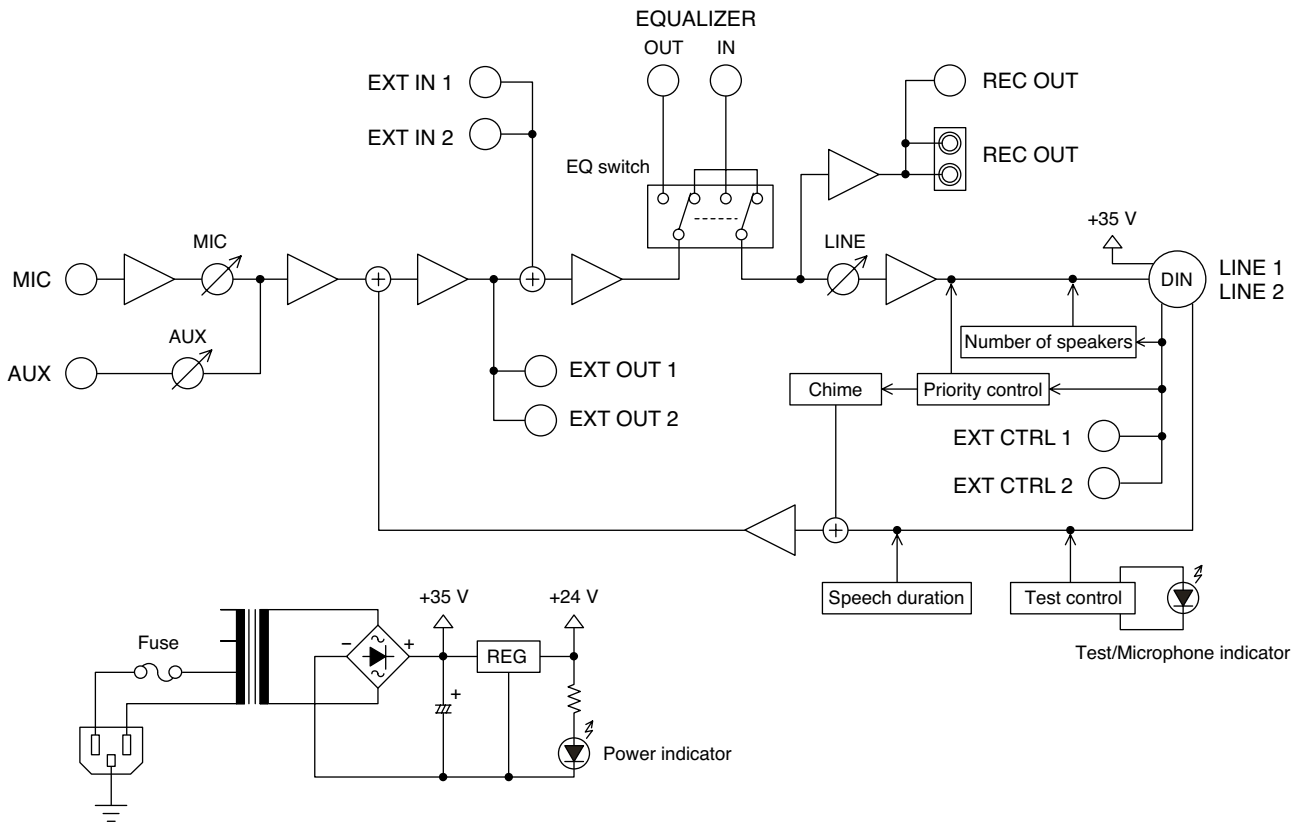 EQUALIZER
OUT IN
EXT IN 1
REC OUT
EXT IN 2
REC OUT
EQ switch
+35 V
MIC
LINE
MIC
DIN
LINE 1
LINE 2
AUX
Number of speakers
AUX
EXT OUT 1
Chime
Priority control
EXT OUT 2
EXT CTRL 1
EXT CTRL 2
Speech duration
Test control
+35 V
+24 V
Fuse
REG
Test/Microphone indicator
Power indicator